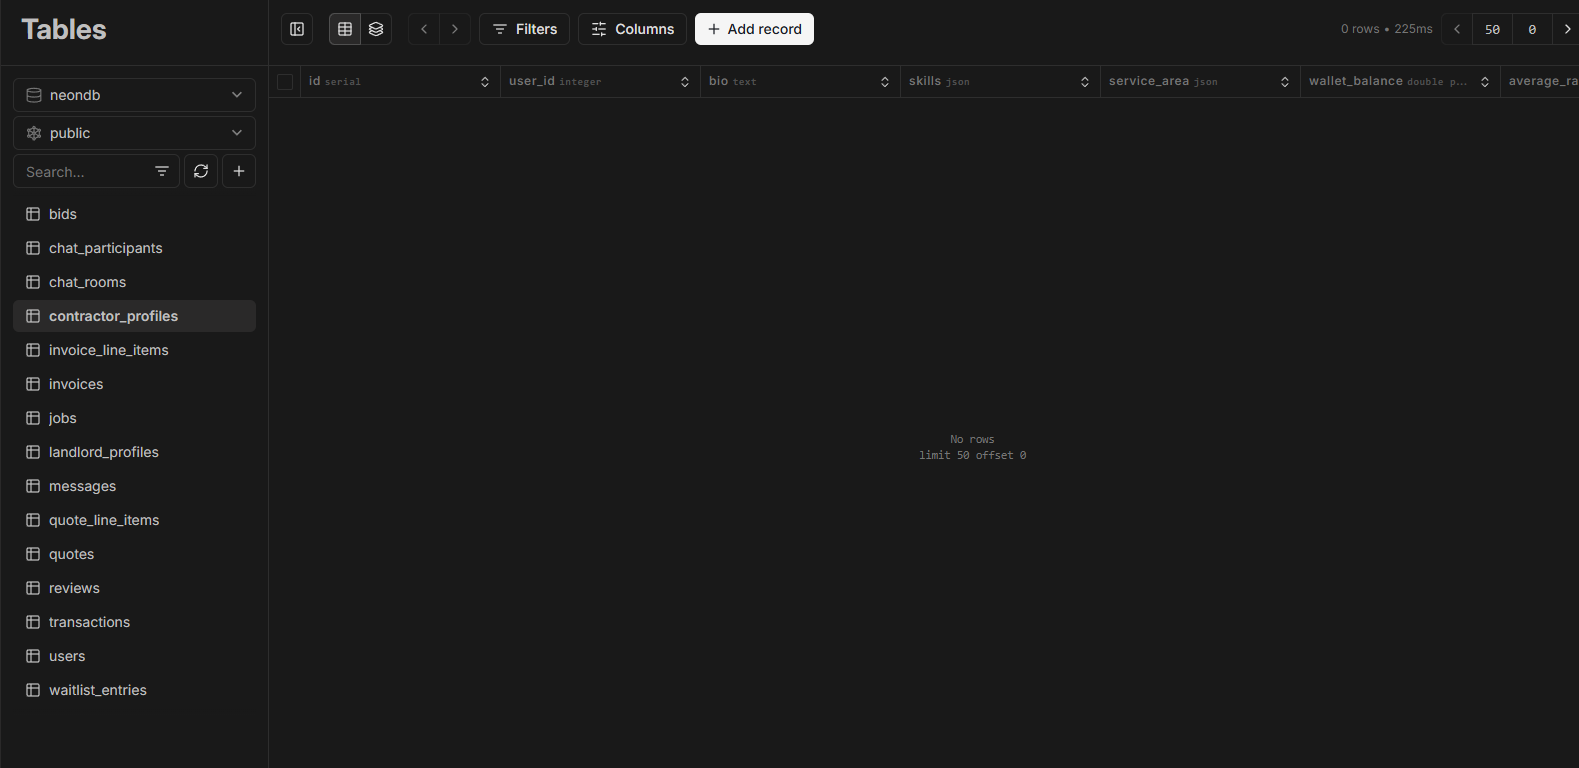 Tables
neondb
public
Search...
bids
chat_participants
chat_rooms
contractor_profiles
invoice_line_items
invoices
jobs
landlord_profiles
messages
quote_line_items
quotes
reviews
transactions
users
waitlist_entries
Filters Columns Add record 0 rows • 225ms 50 0
id serial user_id integer bio text skills json service_area json wallet_balance double p... average_ra
No rows
limit 50 offset 0